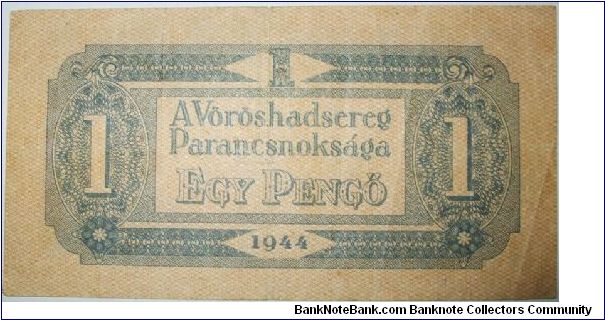 1
A Vöröshadsereg
Parancsnoksága
EGY PENGŐ
1 1
1944
BankNoteBank.com Banknote Collectors Community